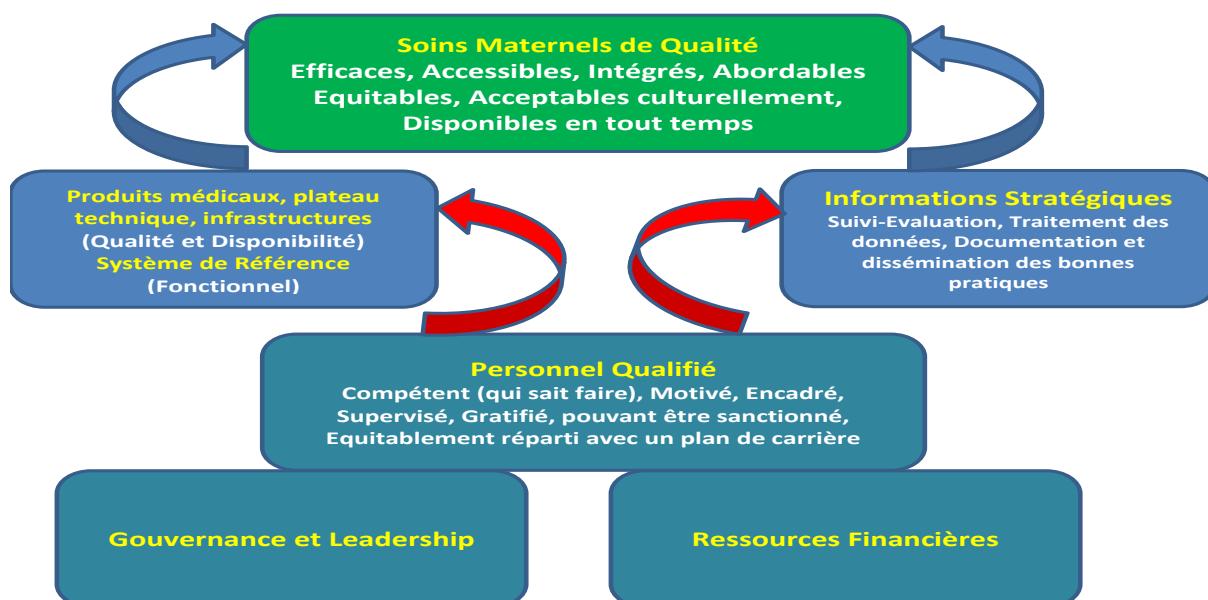 Soins Maternels de Qualité
Efficaces, Accessibles, Intégrés, Abordables
Equitables, Acceptables culturellement,
Disponibles en tout temps
Produits médicaux, plateau
technique, infrastructures
(Qualité et Disponibilité)
Système de Référence
(Fonctionnel)
Informations Stratégiques
Suivi-Evaluation, Traitement des
données, Documentation et
dissémination des bonnes
pratiques
Personnel Qualifié
Compétent (qui sait faire), Motivé, Encadré,
Supervisé, Gratifié, pouvant être sanctionné,
Equitablement réparti avec un plan de carrière
Gouvernance et Leadership
Ressources Financières